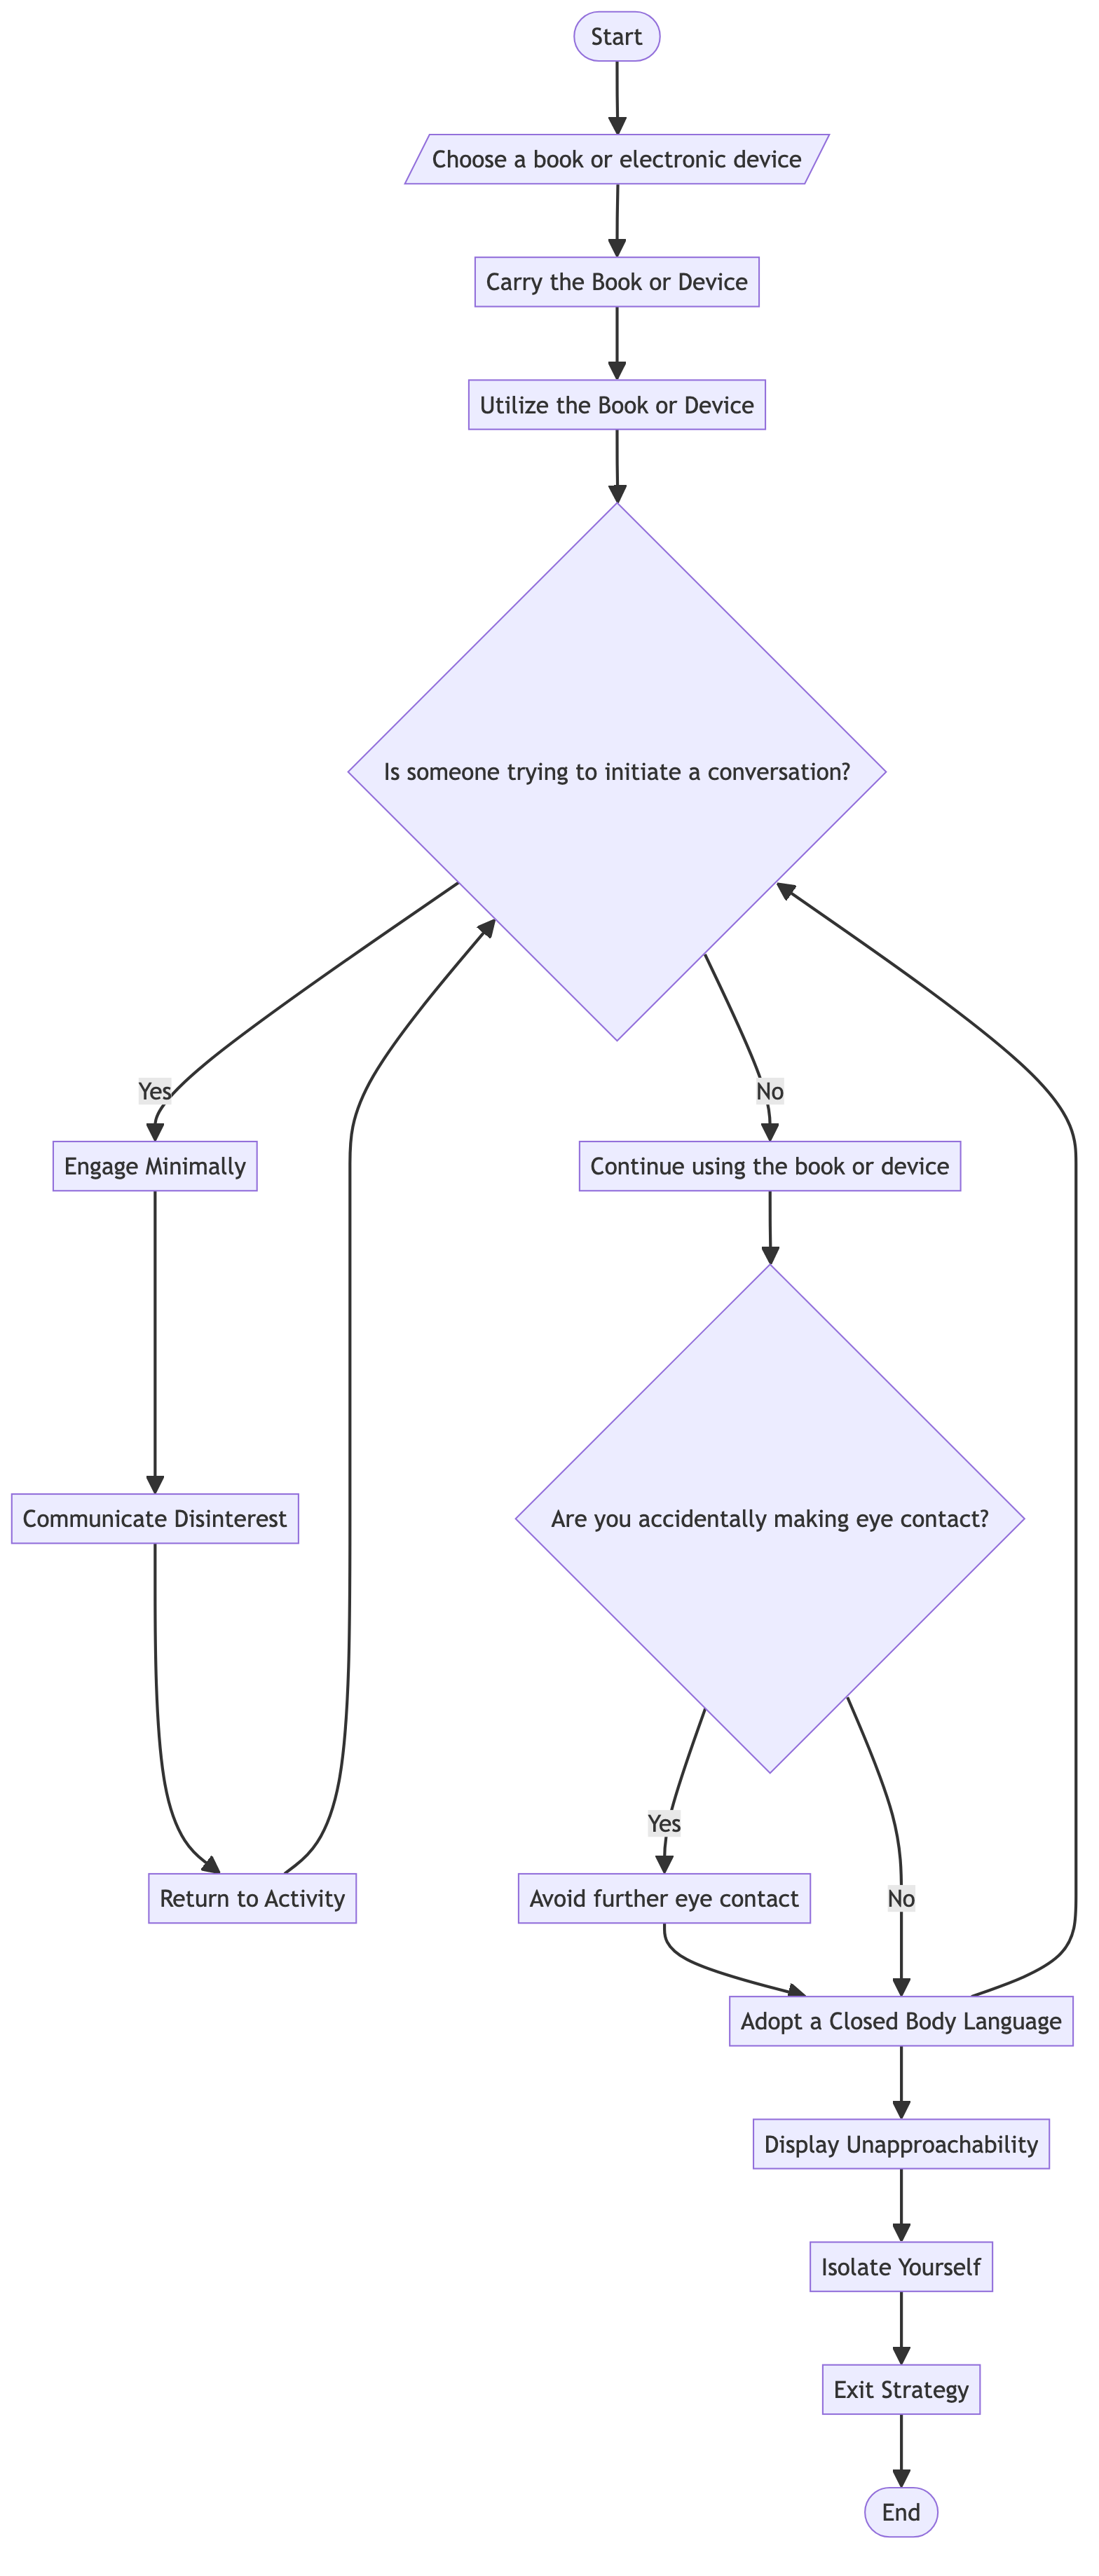 Start
Choose a book or electronic device
Carry the Book or Device
Utilize the Book or Device
Is someone trying to initiate a conversation?
Yes
No
Engage Minimally
Continue using the book or device
Communicate Disinterest
Are you accidentally making eye contact?
Yes
Return to Activity
Avoid further eye contact
No
Adopt a Closed Body Language
Display Unapproachability
Isolate Yourself
Exit Strategy
End